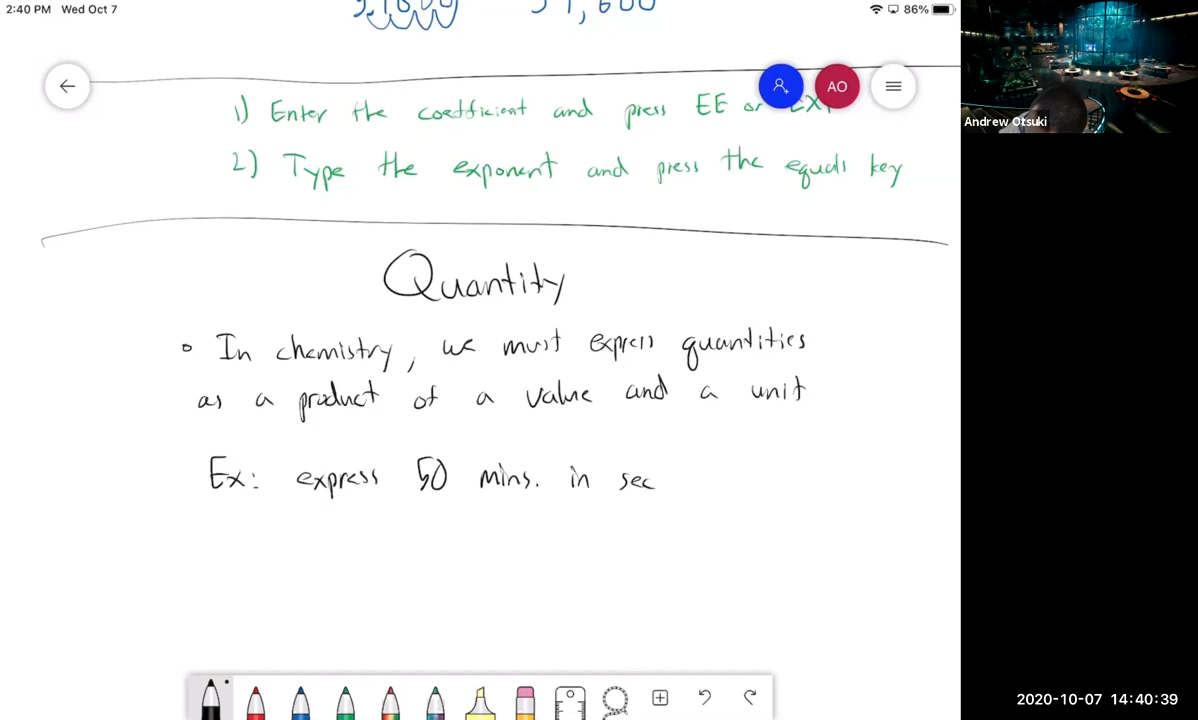 2:40 PM Wed Oct 7
86%
1) Enter the coefficient and press EE or EXP
AO
2) Type the exponent and press the equals key
Quantity
In chemistry, we must express quantities
as a product of a value and a unit
Ex: express 50 mins. in sec
Andrew Otsuki
2020-10-07 14:40:39